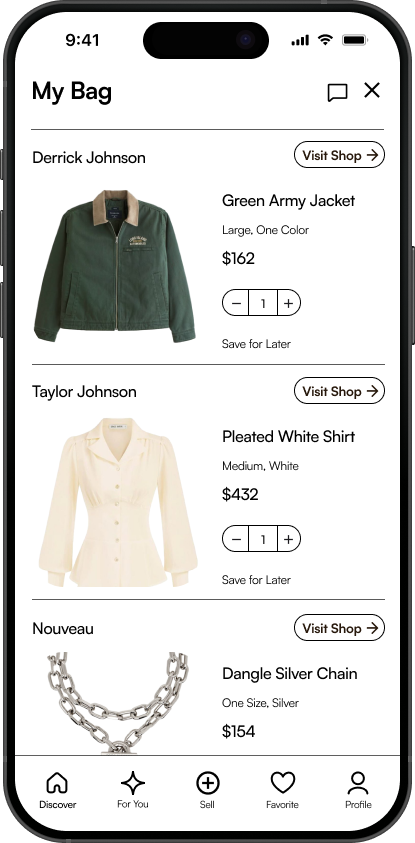 9:41
My Bag
Derrick Johnson
Visit Shop →
Green Army Jacket
Large, One Color
$162
− 1 +
Save for Later
Taylor Johnson
Visit Shop →
Pleated White Shirt
Medium, White
$432
− 1 +
Save for Later
Nouveau
Visit Shop →
Dangle Silver Chain
One Size, Silver
$154
Discover
For You
Sell
Favorite
Profile